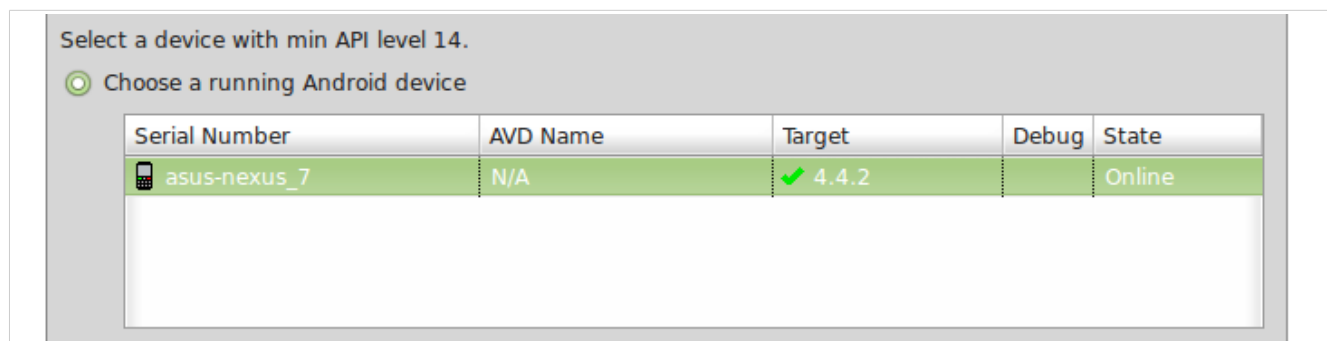 Select a device with min API level 14.
Choose a running Android device
Serial Number AVD Name Target Debug State
asus-nexus_7 N/A 4.4.2 Online